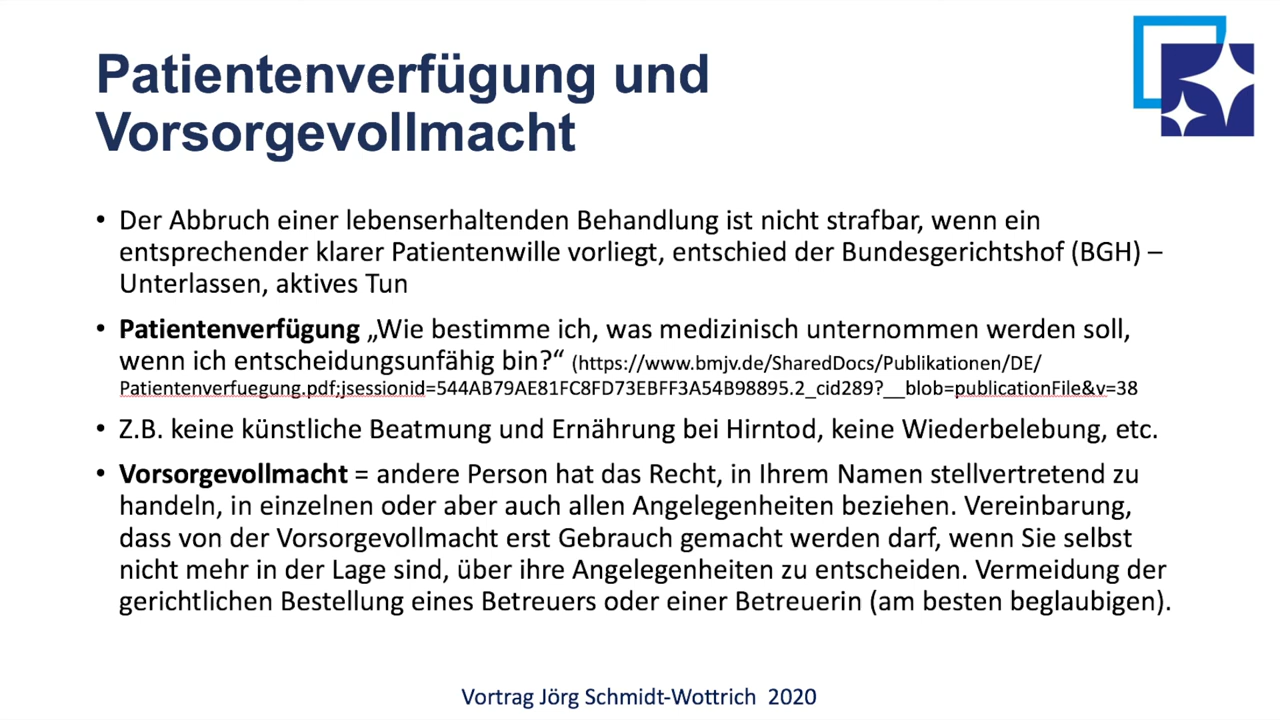 Patientenverfügung und
Vorsorgevollmacht
• Der Abbruch einer lebenserhaltenden Behandlung ist nicht strafbar, wenn ein
entsprechender klarer Patientenwille vorliegt, entschied der Bundesgerichtshof (BGH) –
Unterlassen, aktives Tun
• Patientenverfügung „Wie bestimme ich, was medizinisch unternommen werden soll,
wenn ich entscheidungsunfähig bin?“ (https://www.bmjv.de/SharedDocs/Publikationen/DE/
Patientenverfuegung.pdf;jsessionid=544AB79AE81FC8FD73EBFF3A54B98895.2_cid289?__blob=publicationFile&v=38
• Z.B. keine künstliche Beatmung und Ernährung bei Hirntod, keine Wiederbelebung, etc.
• Vorsorgevollmacht = andere Person hat das Recht, in Ihrem Namen stellvertretend zu
handeln, in einzelnen oder aber auch allen Angelegenheiten beziehen. Vereinbarung,
dass von der Vorsorgevollmacht erst Gebrauch gemacht werden darf, wenn Sie selbst
nicht mehr in der Lage sind, über ihre Angelegenheiten zu entscheiden. Vermeidung der
gerichtlichen Bestellung eines Betreuers oder einer Betreuerin (am besten beglaubigen).
Vortrag Jörg Schmidt-Wottrich 2020